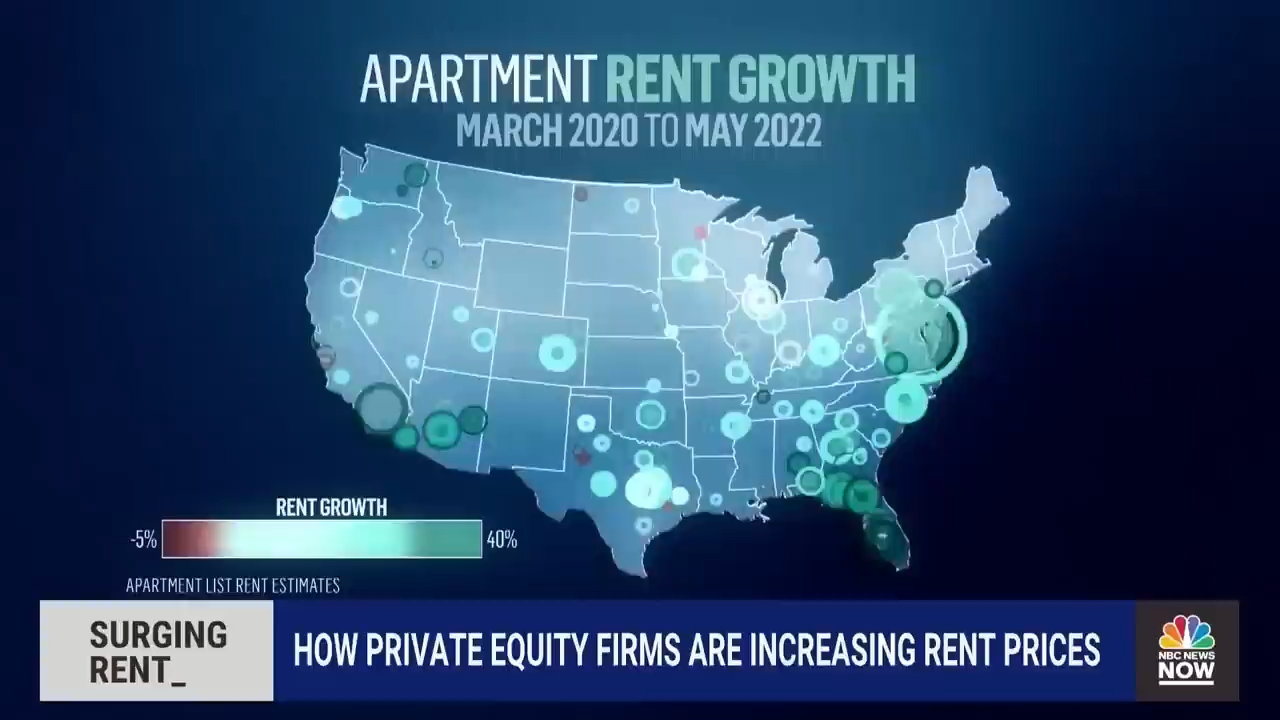 APARTMENT RENT GROWTH
MARCH 2020 TO MAY 2022
RENT GROWTH
-5%
40%
APARTMENT LIST RENT ESTIMATES
SURGING
RENT_
HOW PRIVATE EQUITY FIRMS ARE INCREASING RENT PRICES
NBC NEWS
NOW